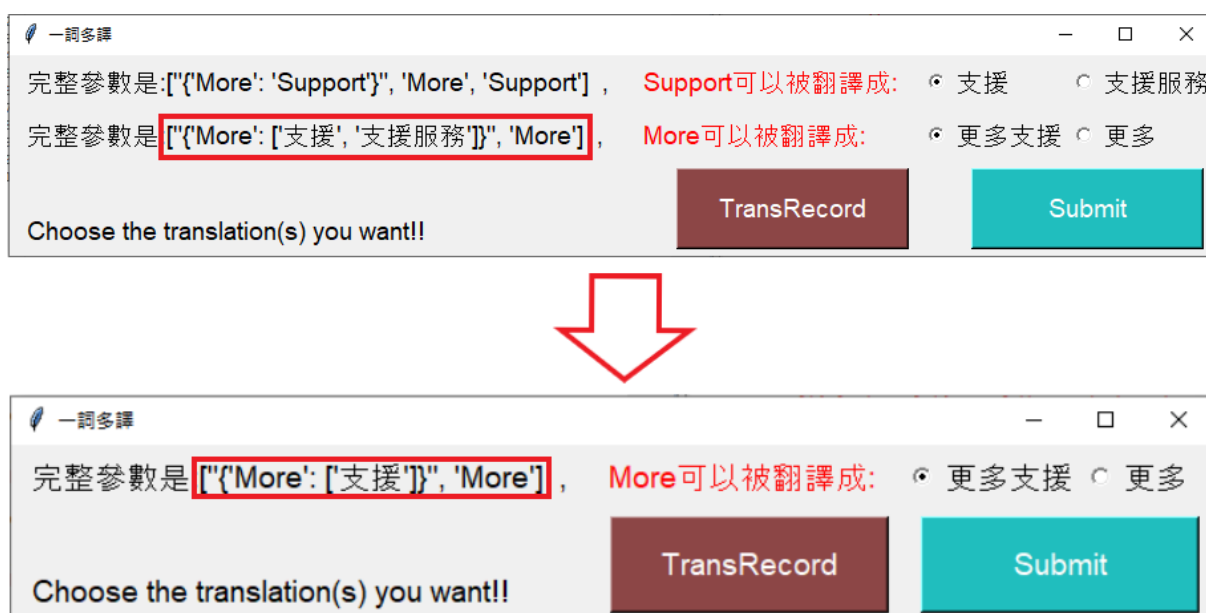 一詞多譯
完整參數是:["{'More': 'Support'}", 'More', 'Support'] , Support可以被翻譯成: 支援 支援服務
完整參數是:["{'More': ['支援', '支援服務']}", 'More'] , More可以被翻譯成: 更多支援 更多
TransRecord Submit
Choose the translation(s) you want!!
一詞多譯
完整參數是 ["{'More': ['支援']}", 'More'] , More可以被翻譯成: 更多支援 更多
TransRecord Submit
Choose the translation(s) you want!!